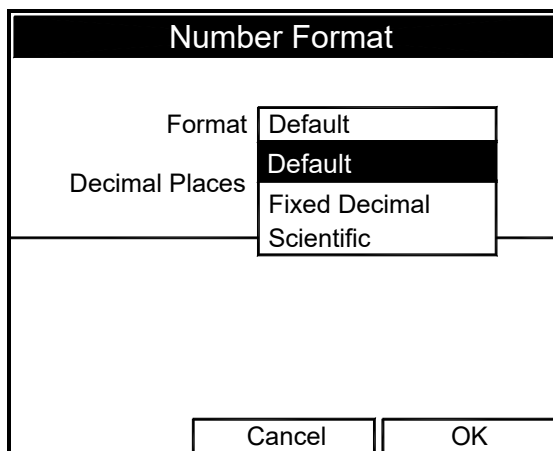 Number Format
Format Default
Default
Decimal Places
Fixed Decimal
Scientific
Cancel OK